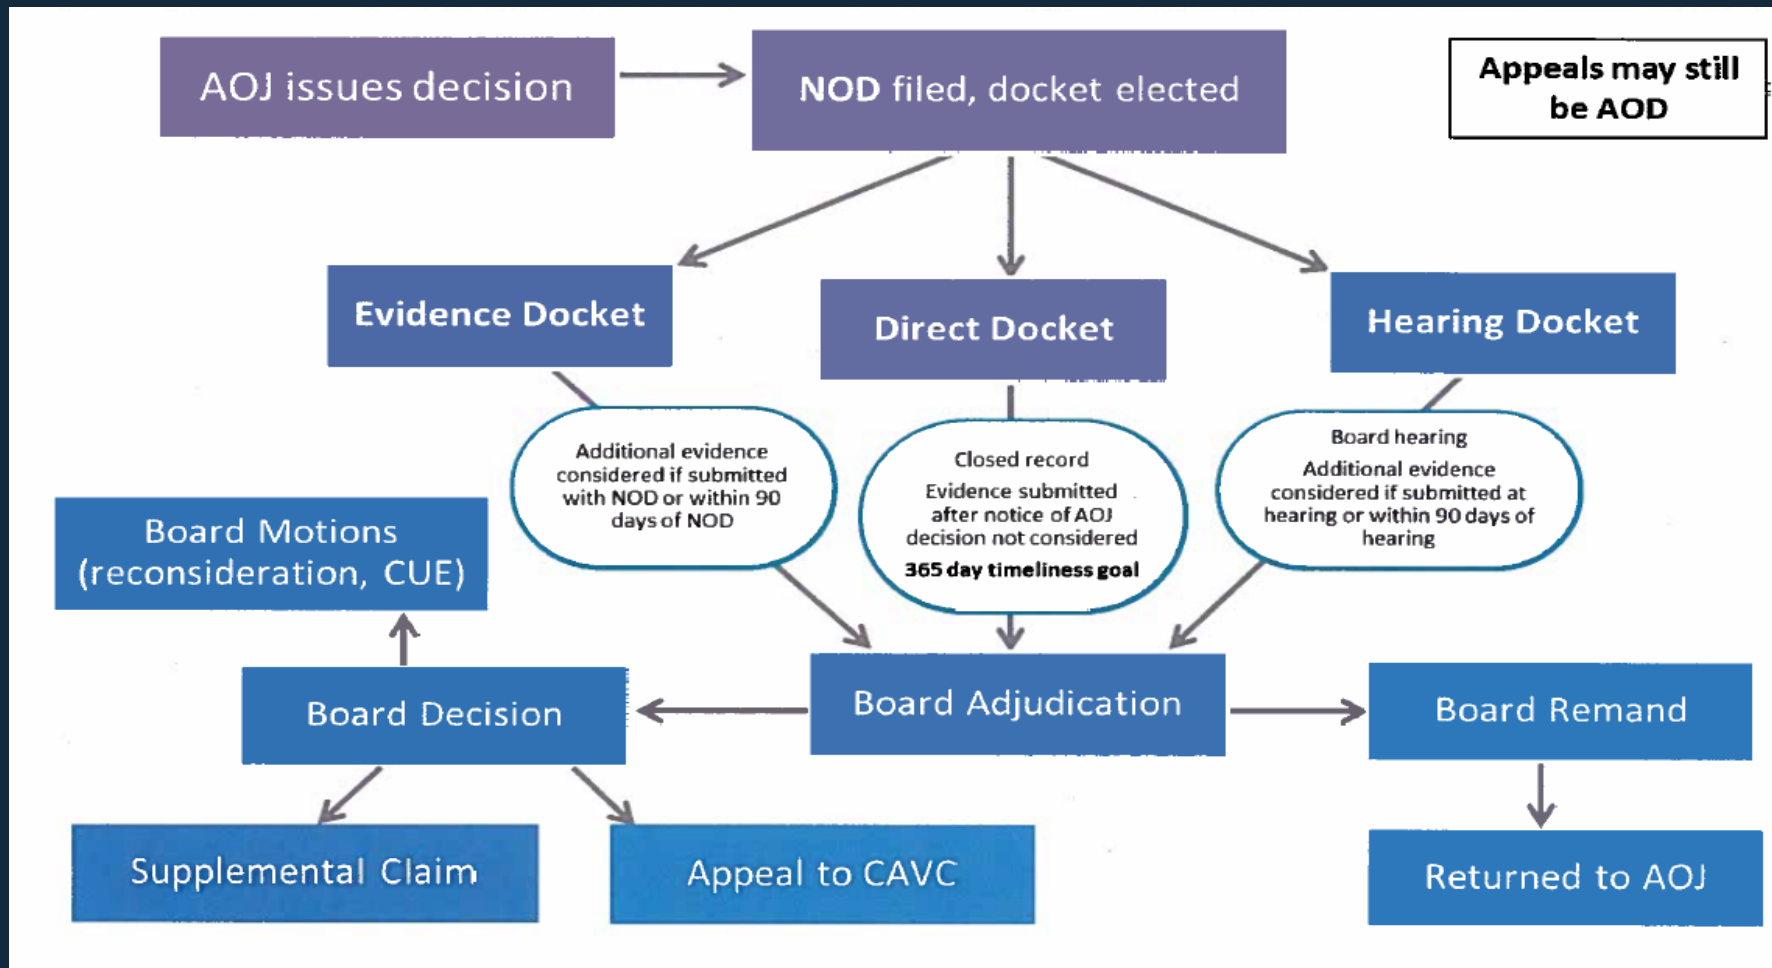 AOJ issues decision
NOD filed, docket elected
Appeals may still
be AOD
Evidence Docket
Direct Docket
Hearing Docket
Additional evidence
considered if submitted
with NOD or within 90
days of NOD
Closed record
Evidence submitted
after notice of AOJ
decision not considered
365 day timeliness goal
Board hearing
Additional evidence
considered if submitted at
hearing or within 90 days of
hearing
Board Motions
(reconsideration, CUE)
Board Decision
Board Adjudication
Board Remand
Supplemental Claim
Appeal to CAVC
Returned to AOJ